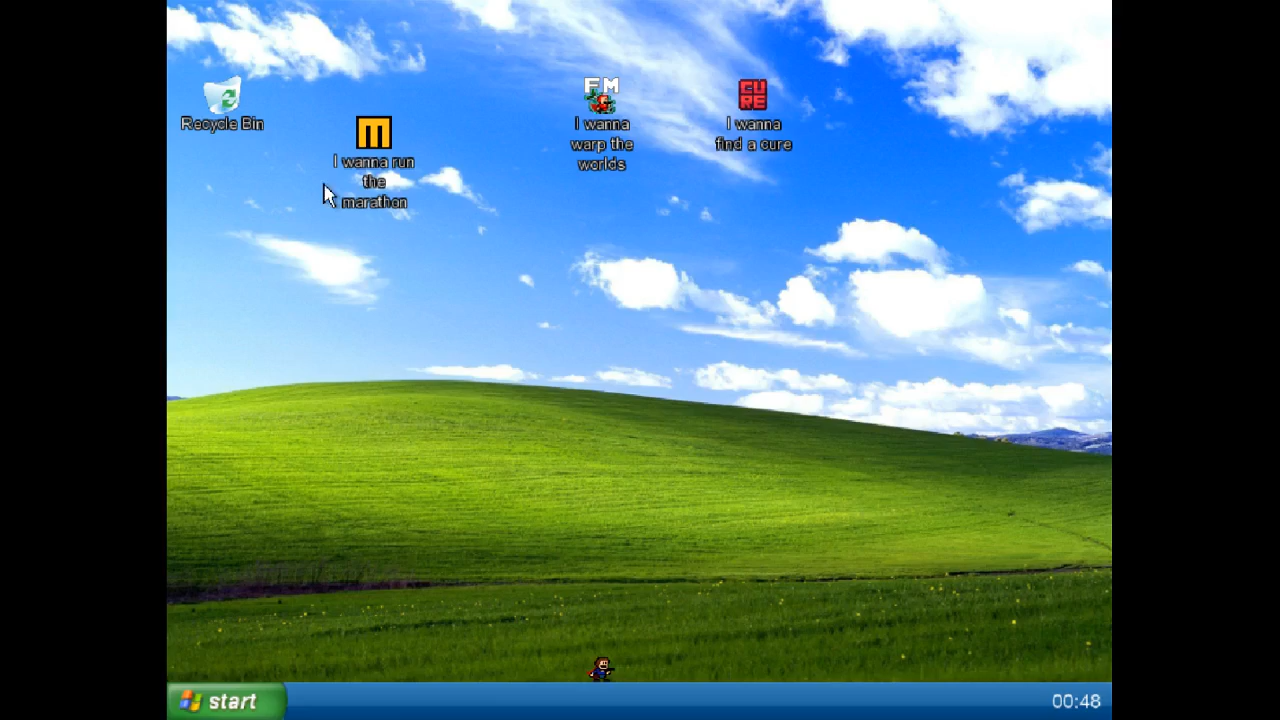 Recycle Bin
I wanna run
the
marathon
FM
I wanna
warp the
worlds
CU
RE
I wanna
find a cure
start
00:48